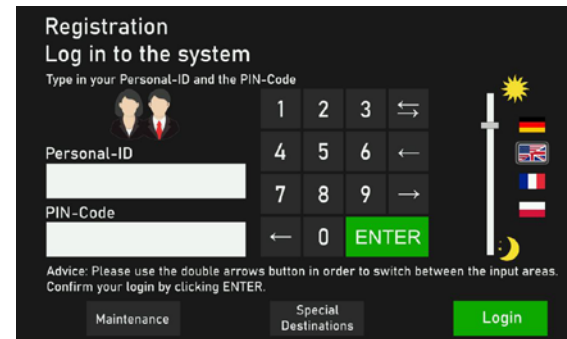 Registration
Log in to the system
Type in your Personal-ID and the PIN-Code
1 2 3 ⇆
Personal-ID
4 5 6 ←
7 8 9 →
PIN-Code
← 0 ENTER
Advice: Please use the double arrows button in order to switch between the input areas.
Confirm your login by clicking ENTER.
Maintenance
Special
Destinations
Login